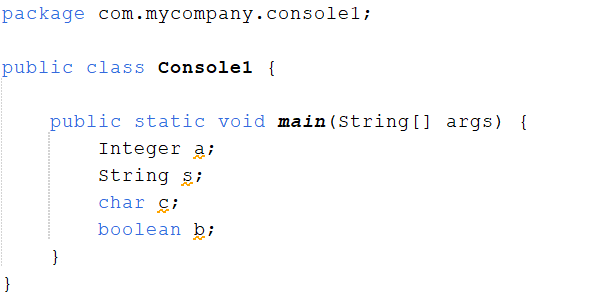 package com.mycompany.console1;
public class Console1 {
public static void main(String[] args) {
Integer a;
String s;
char c;
boolean b;
}
}